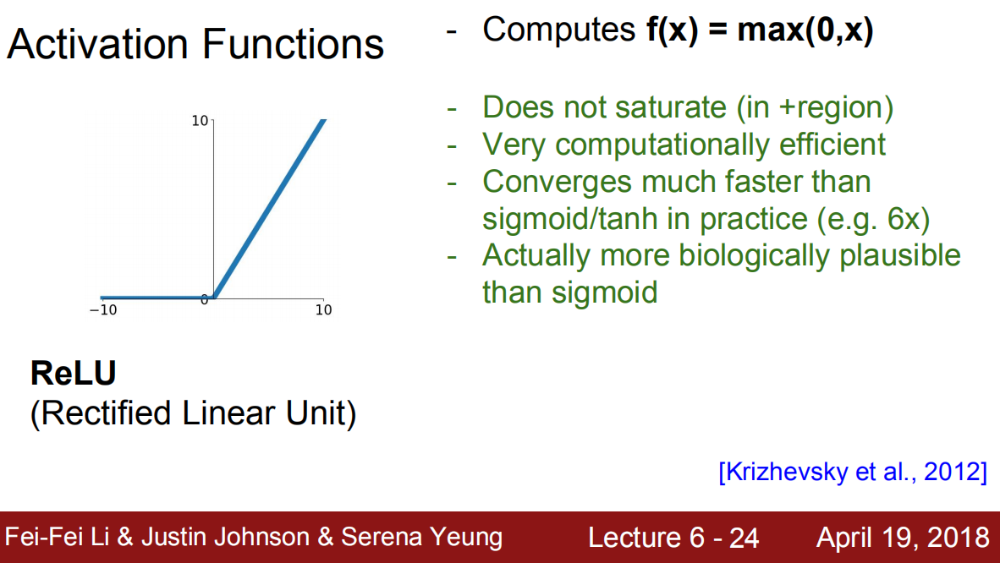 Activation Functions
- Computes f(x) = max(0,x)
- Does not saturate (in +region)
- Very computationally efficient
- Converges much faster than
sigmoid/tanh in practice (e.g. 6x)
- Actually more biologically plausible
than sigmoid
10
0
−10
10
ReLU
(Rectified Linear Unit)
[Krizhevsky et al., 2012]
Fei-Fei Li & Justin Johnson & Serena Yeung
Lecture 6 - 24
April 19, 2018